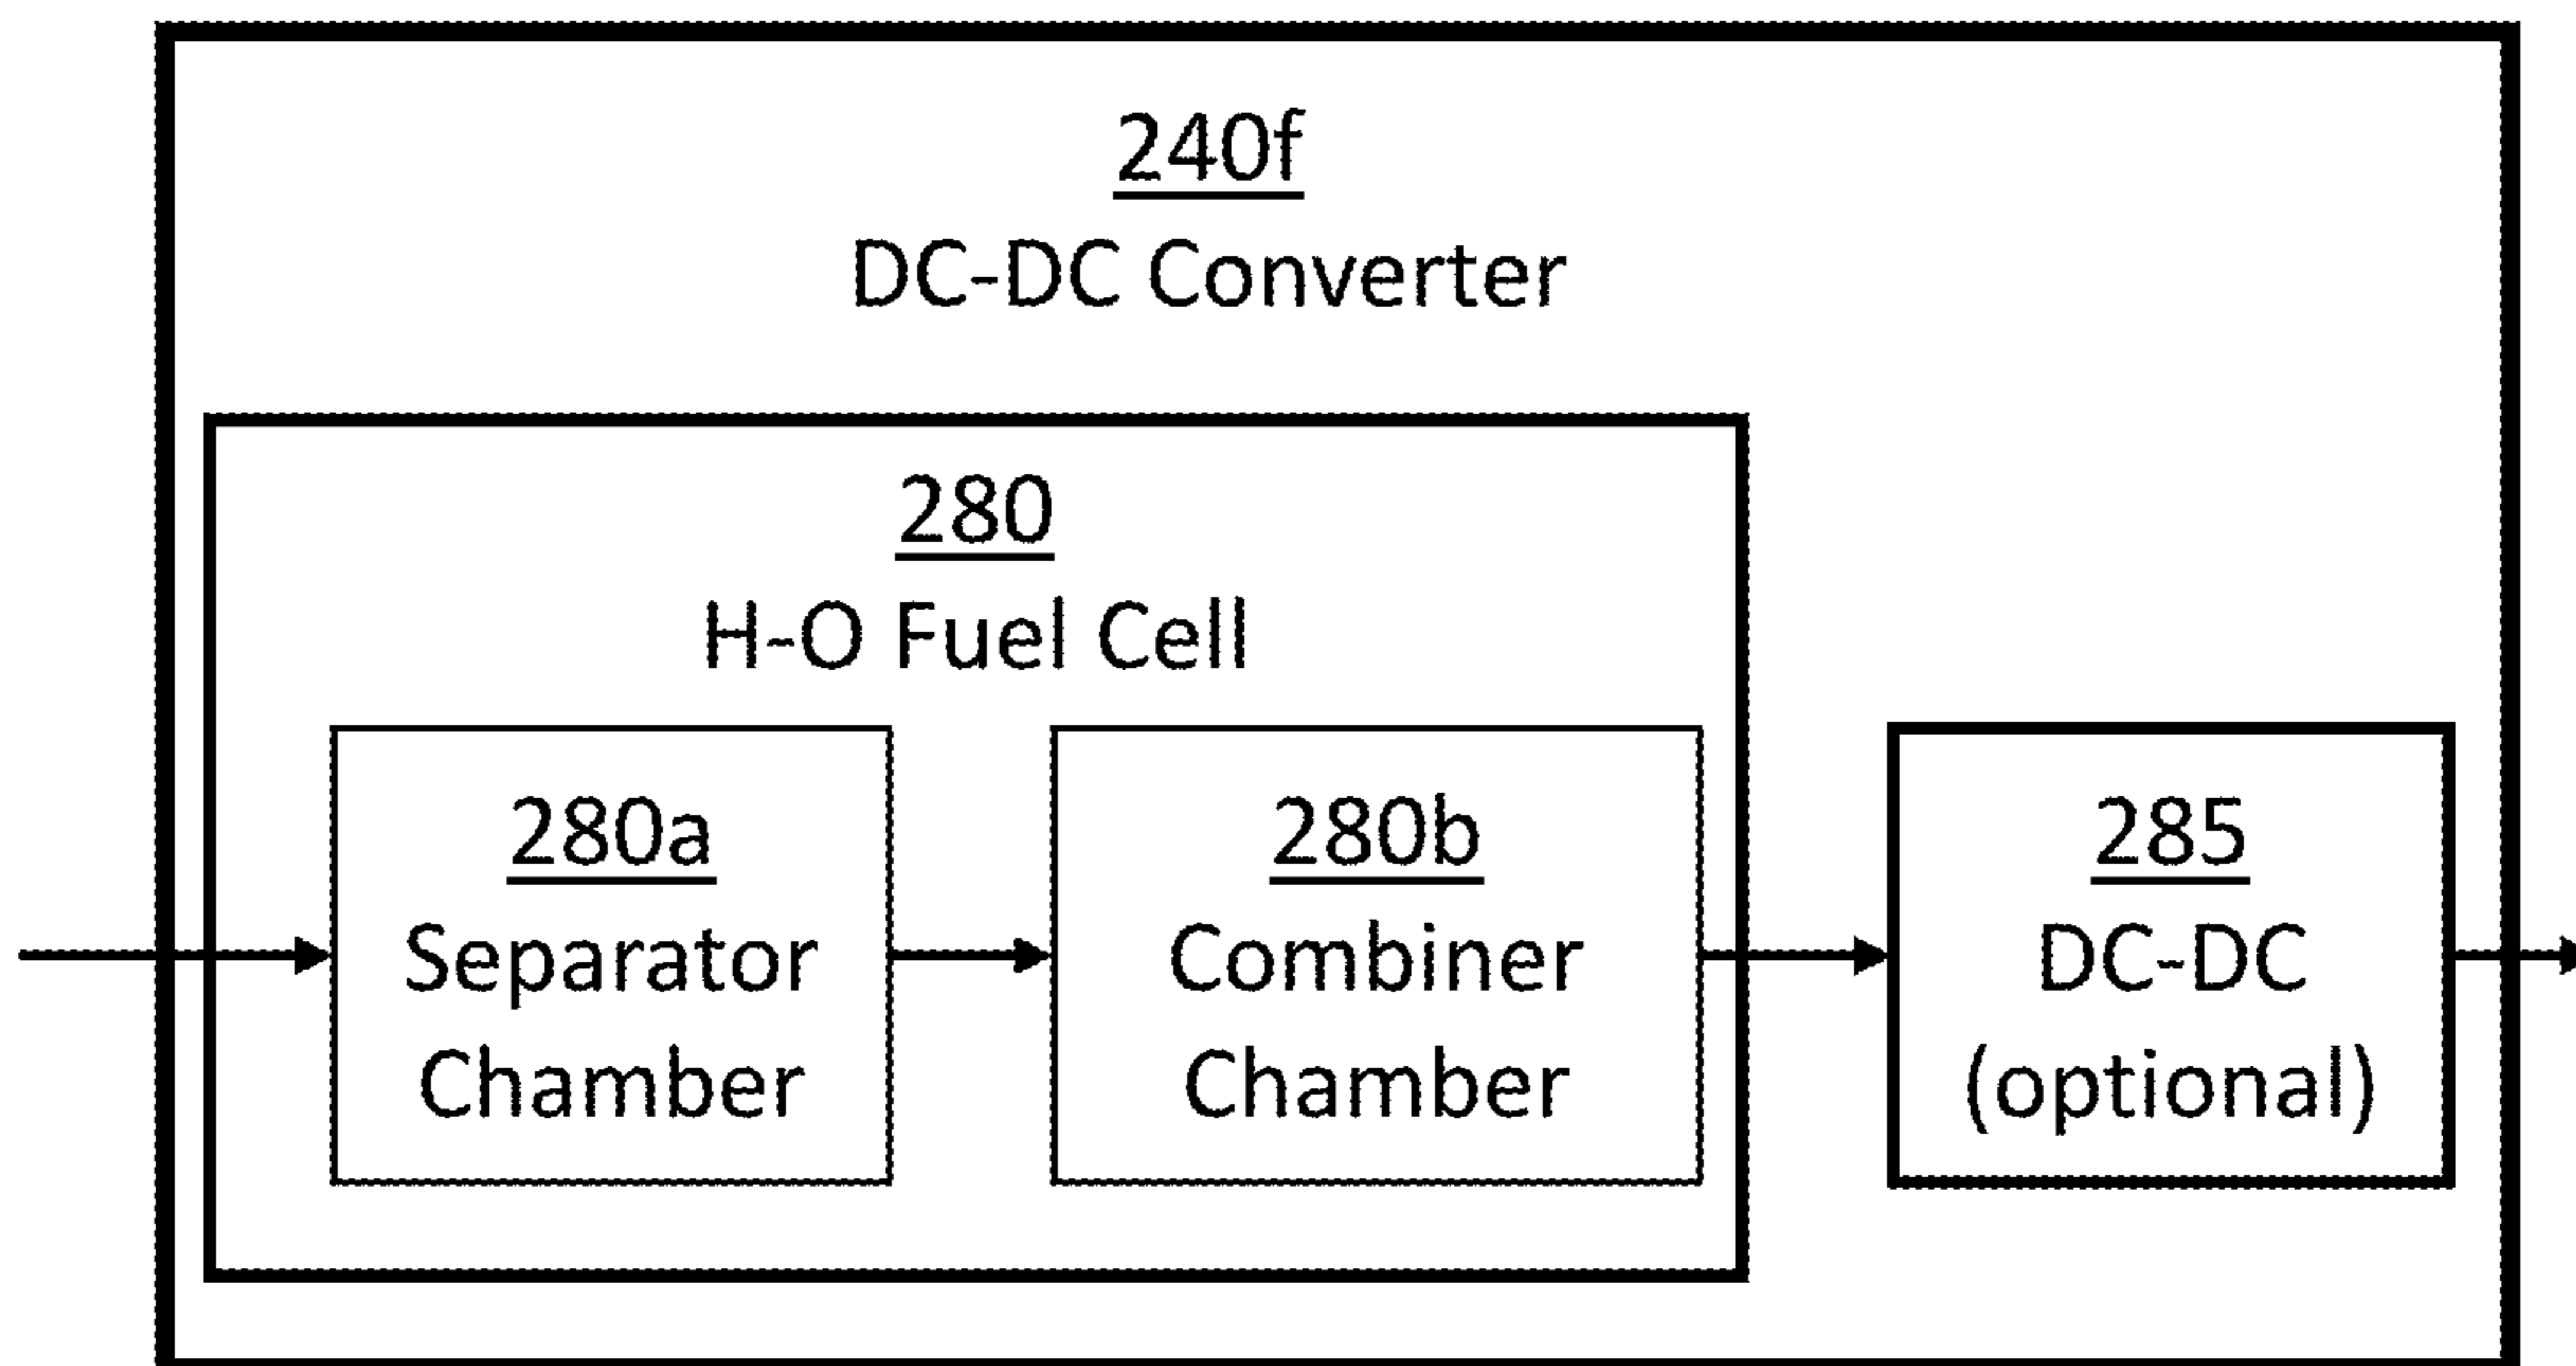 240f
DC-DC Converter
280
H-O Fuel Cell
280a
Separator
Chamber
280b
Combiner
Chamber
285
DC-DC
(optional)